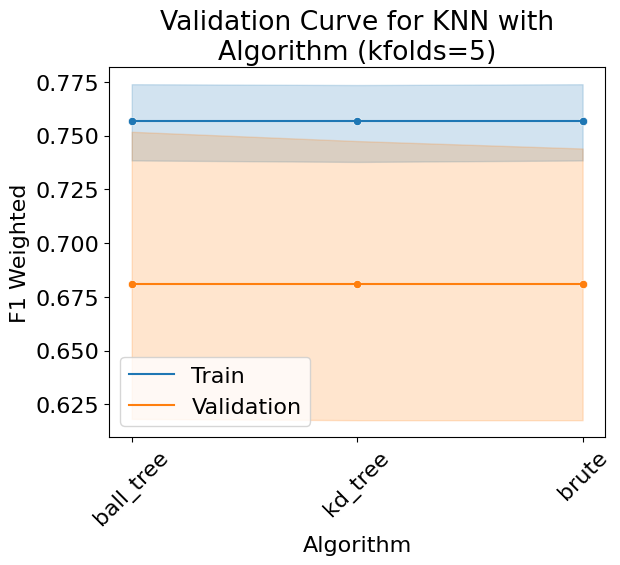 Validation Curve for KNN with
Algorithm (kfolds=5)
0.775
0.750
0.725
0.700
0.675
0.650
0.625
F1 Weighted
Train
Validation
ball_tree
kd_tree
brute
Algorithm